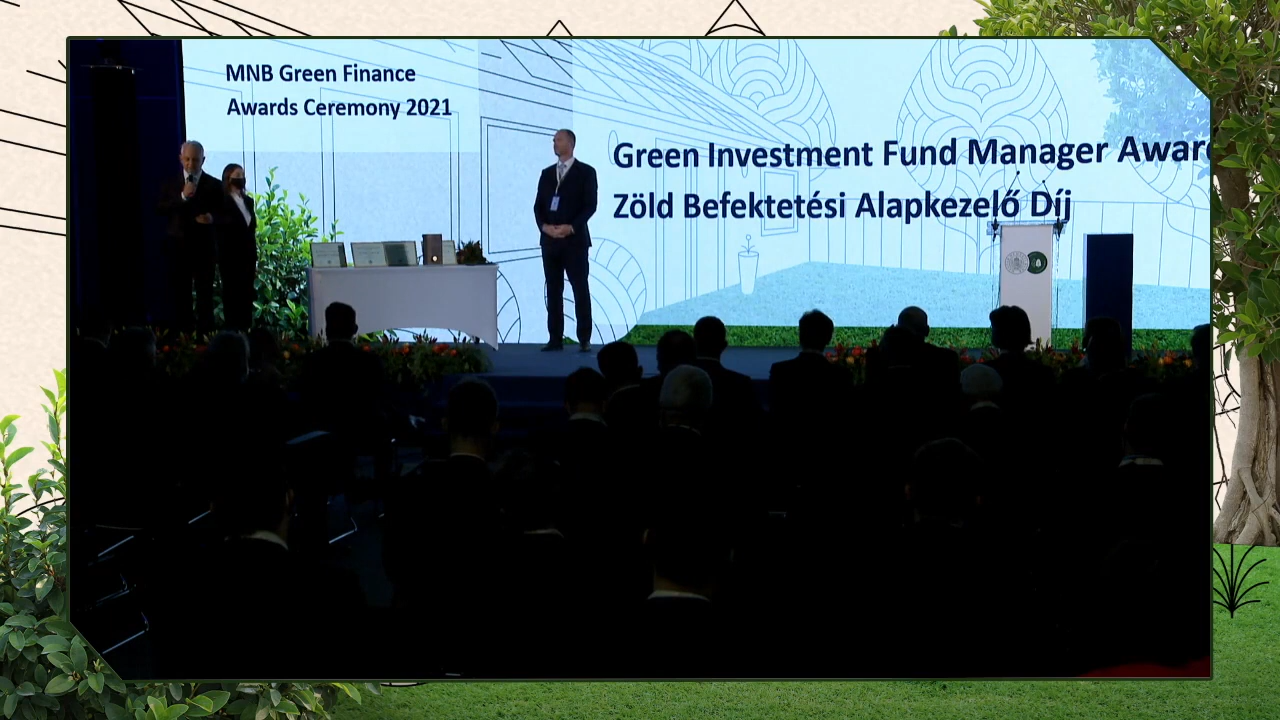 MNB Green Finance
Awards Ceremony 2021
Green Investment Fund Manager Awar
Zöld Befektetési Alapkezelő Díj